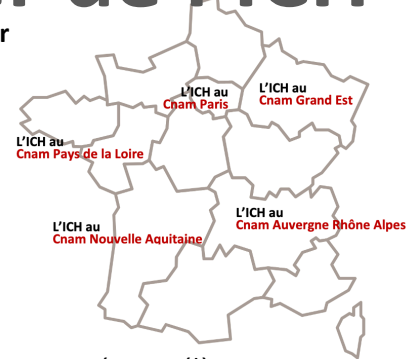 r
L'ICH au
Cnam Paris
L'ICH au
Cnam Grand Est
L'ICH au
Cnam Pays de la Loire
L'ICH au
Cnam Nouvelle Aquitaine
L'ICH au
Cnam Auvergne Rhône Alpes